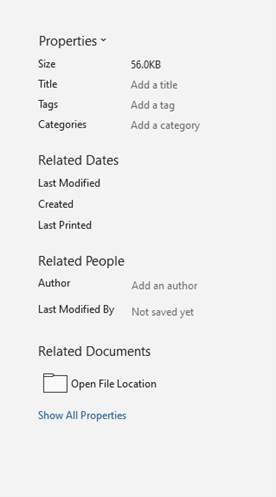 Properties
Size 56.0KB
Title Add a title
Tags Add a tag
Categories Add a category
Related Dates
Last Modified
Created
Last Printed
Related People
Author Add an author
Last Modified By Not saved yet
Related Documents
Open File Location
Show All Properties